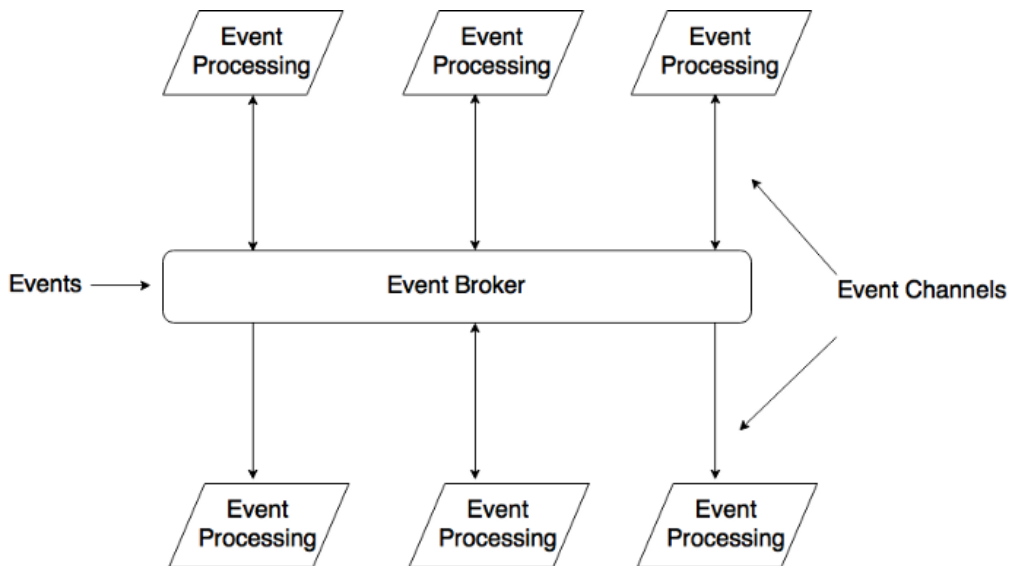 Event
Processing
Event
Processing
Event
Processing
Events
Event Broker
Event Channels
Event
Processing
Event
Processing
Event
Processing